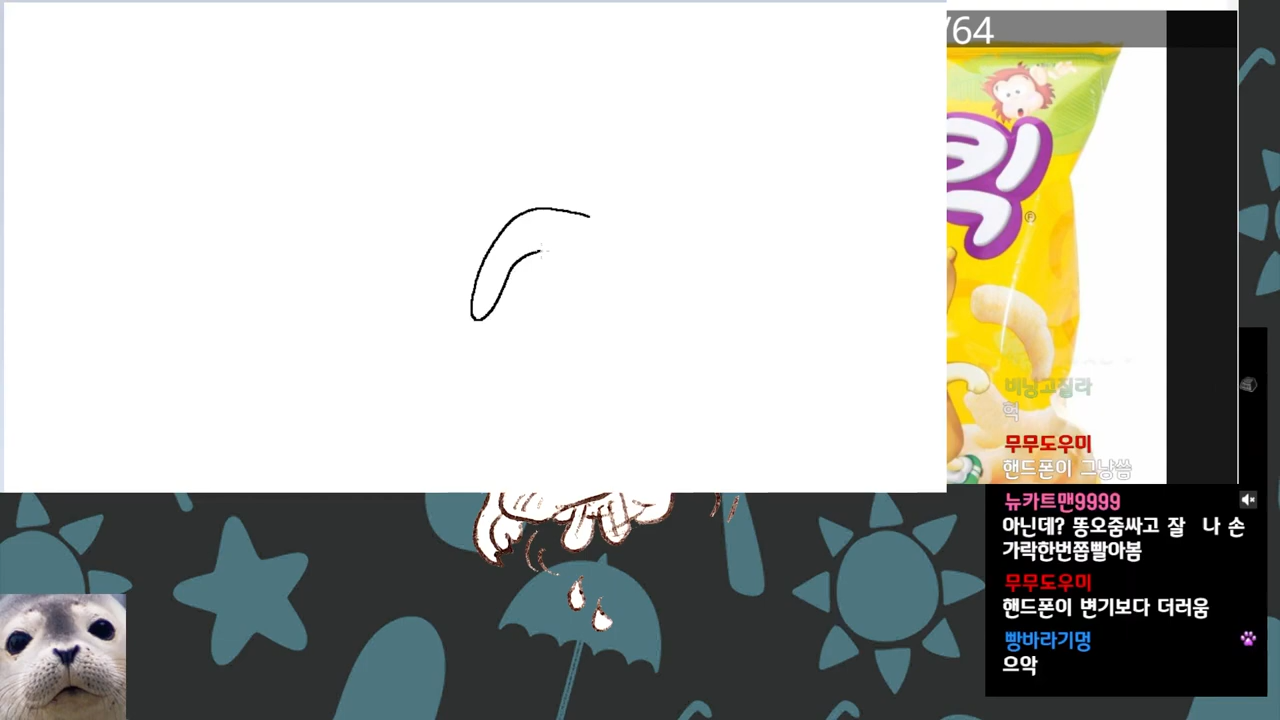 /64
킥
®
비닝고질라
헉
무무도우미
핸드폰이 그냥씀
뉴카트맨9999
아닌데? 똥오줌싸고 잘 나 손
가락한번쫍빨아봄
무무도우미
핸드폰이 변기보다 더러움
빵바라기멍
으악